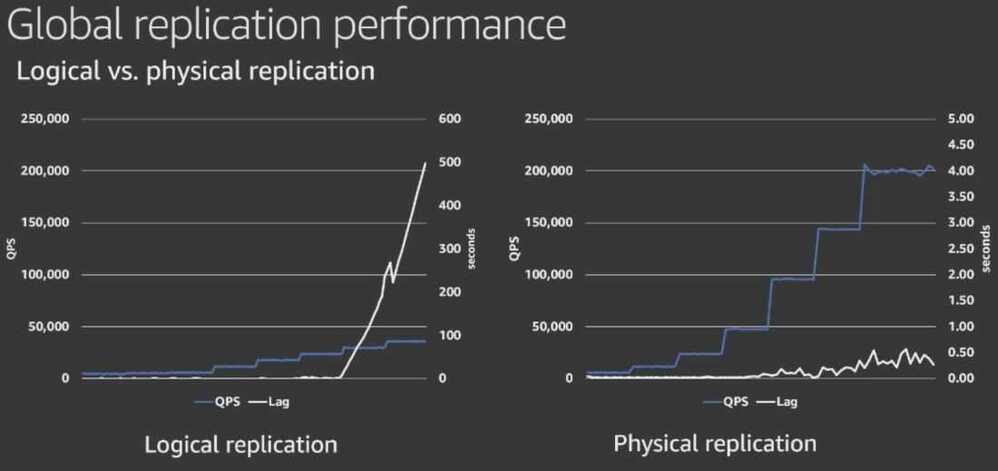 Global replication performance
Logical vs. physical replication
250,000
200,000
150,000
100,000
50,000
0
QPS
600
500
400
300
200
100
0
seconds
QPS
Lag
Logical replication
250,000
200,000
150,000
100,000
50,000
0
QPS
5.00
4.50
4.00
3.50
3.00
2.50
2.00
1.50
1.00
0.50
0.00
seconds
QPS
Lag
Physical replication